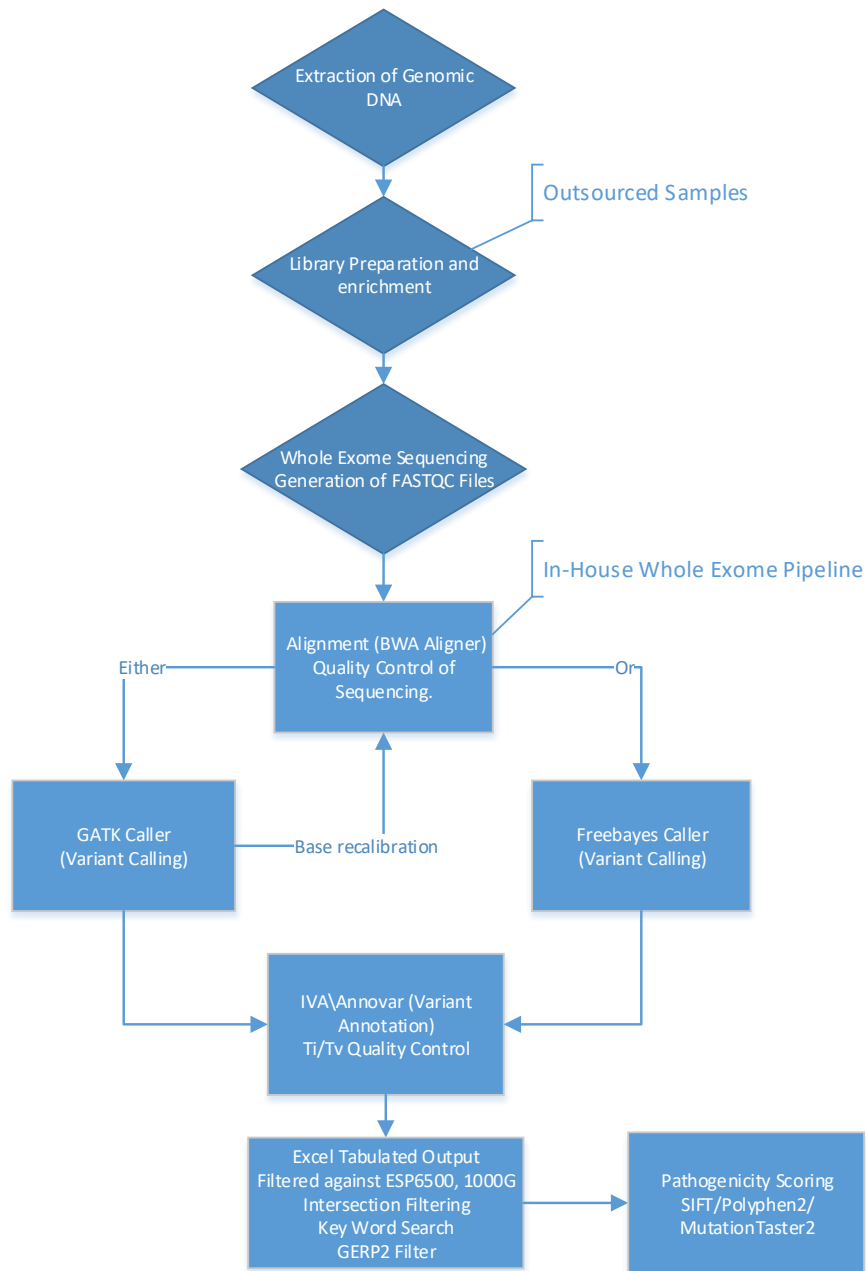 Extraction of Genomic
DNA
Outsourced Samples
Library Preparation and
enrichment
Whole Exome Sequencing
Generation of FASTQC Files
In-House Whole Exome Pipeline
Alignment (BWA Aligner)
Quality Control of
Sequencing.
Either
Or
GATK Caller
(Variant Calling)
Base recalibration
Freebayes Caller
(Variant Calling)
IVA\Annovar (Variant
Annotation)
Ti/Tv Quality Control
Excel Tabulated Output
Filtered against ESP6500, 1000G
Intersection Filtering
Key Word Search
GERP2 Filter
Pathogenicity Scoring
SIFT/Polyphen2/
MutationTaster2